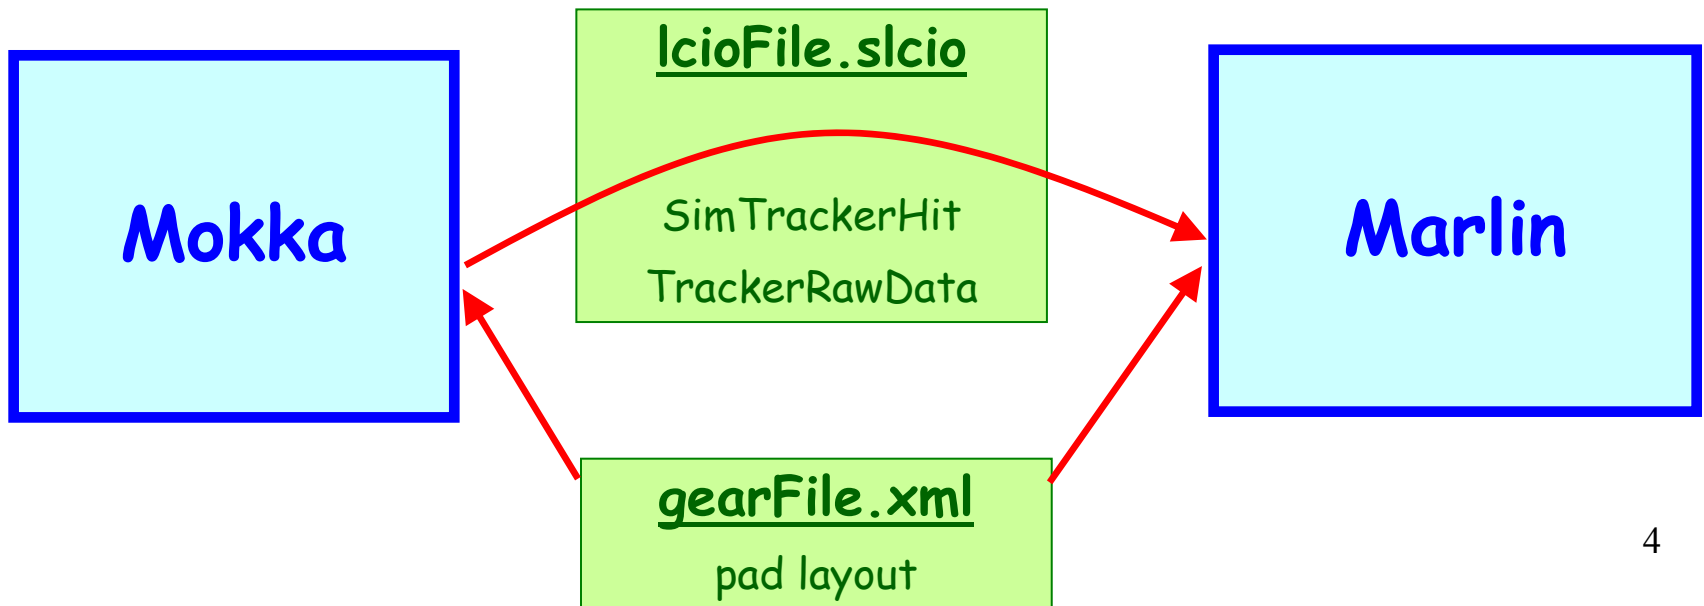 lcioFile.slcio
SimTrackerHit
TrackerRawData
Mokka
Marlin
gearFile.xml
pad layout
4